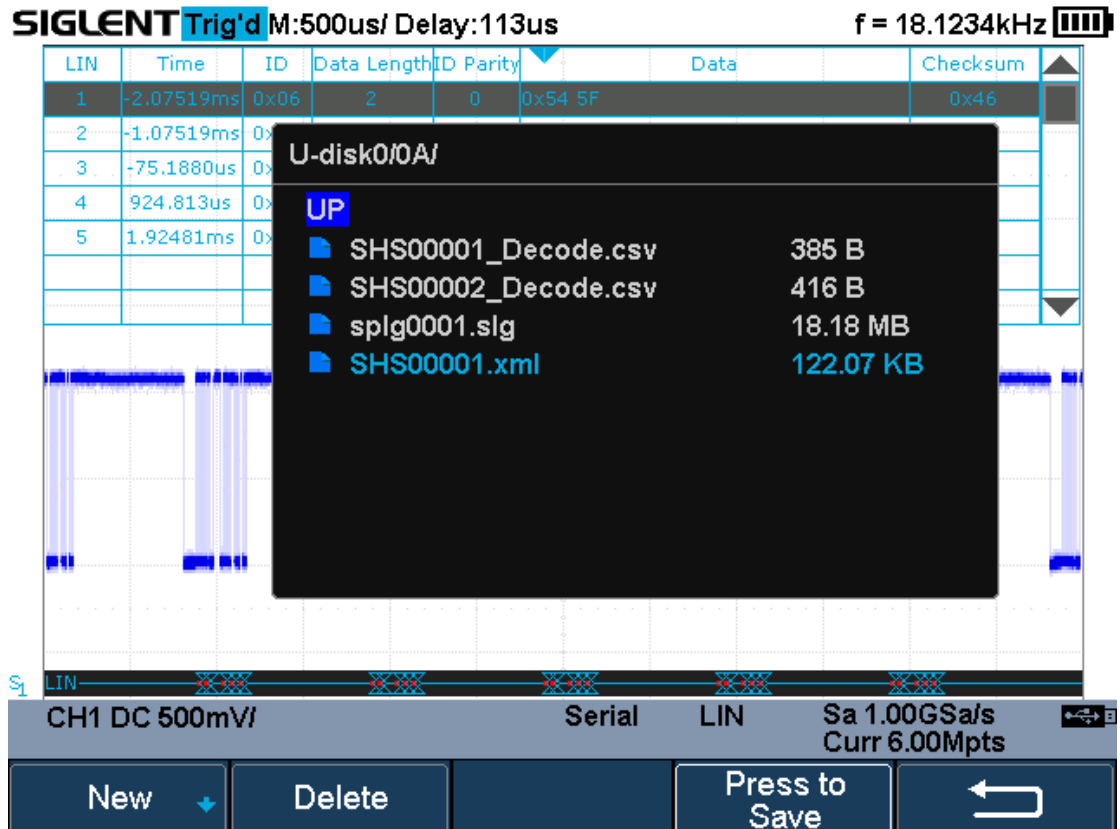 SIGLENT Trig'd M:500us/ Delay:113us f = 18.1234kHz
LIN Time ID Data Length ID Parity Data Checksum
1 -2.07519ms 0x06 2 0 0x54 5F 0x46
2 -1.07519ms
3 -75.1880us
4 924.813us
5 1.92481ms
U-disk0/0A/
UP
SHS00001_Decode.csv 385 B
SHS00002_Decode.csv 416 B
splg0001.slg 18.18 MB
SHS00001.xml 122.07 KB
S1 LIN
CH1 DC 500mV/ Serial LIN Sa 1.00GSa/s
Curr 6.00Mpts
New Delete Press to
Save